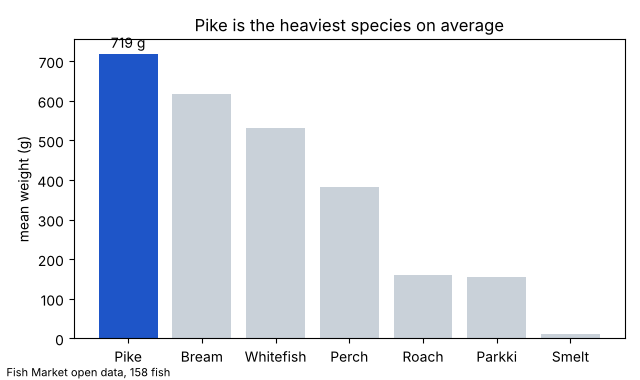 Pike is the heaviest species on average
719 g
mean weight (g)
700
600
500
400
300
200
100
0
Pike Bream Whitefish Perch Roach Parkki Smelt
Fish Market open data, 158 fish